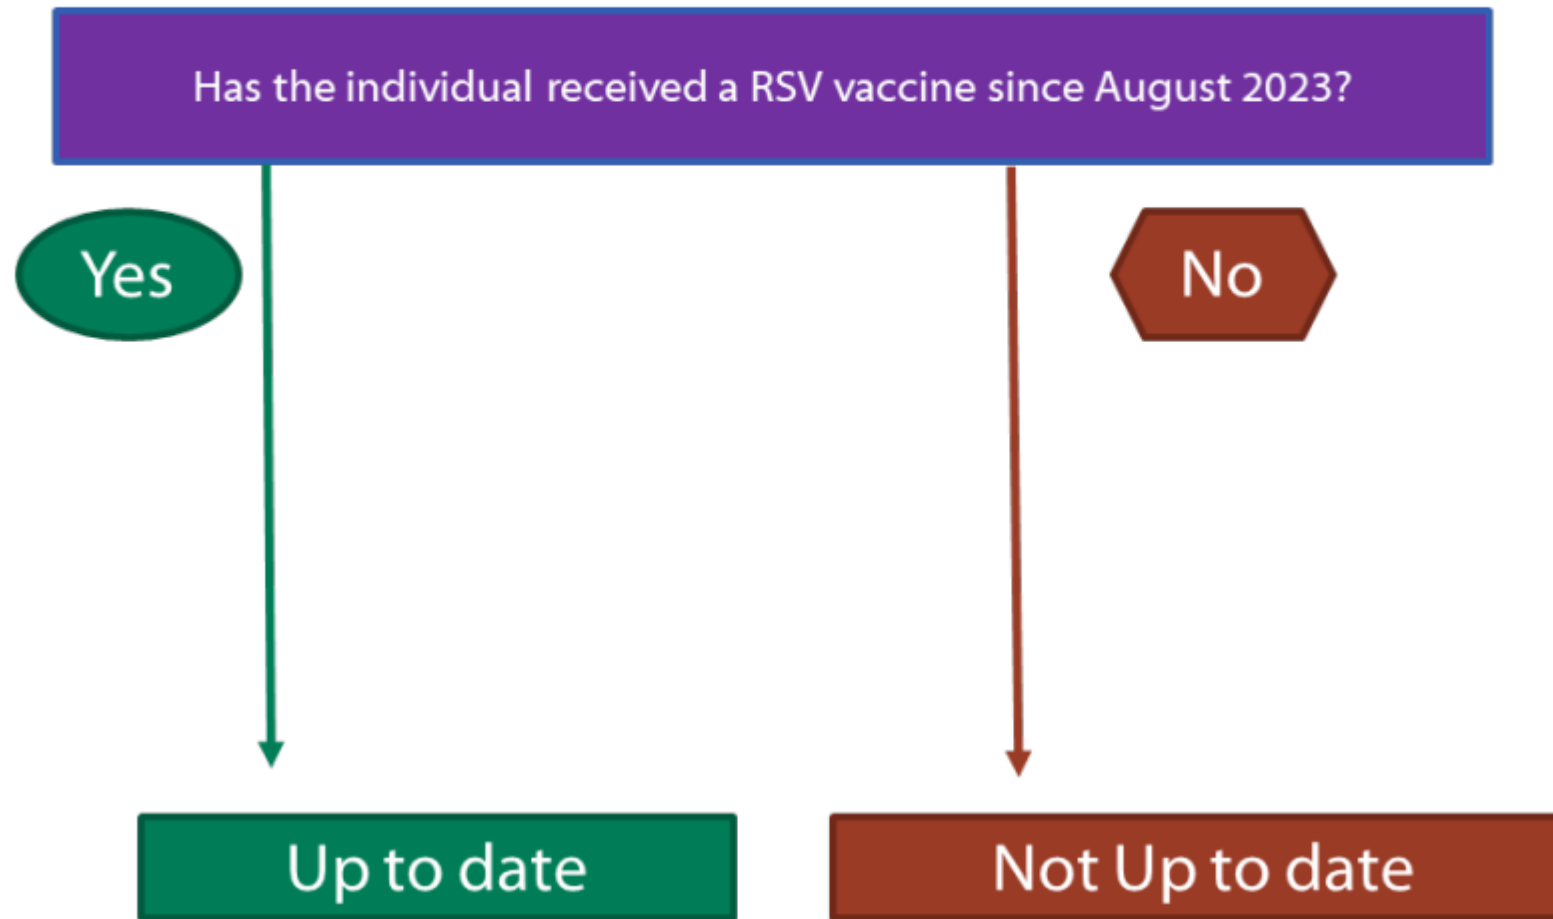 Has the individual received a RSV vaccine since August 2023?
Yes
No
Up to date
Not Up to date